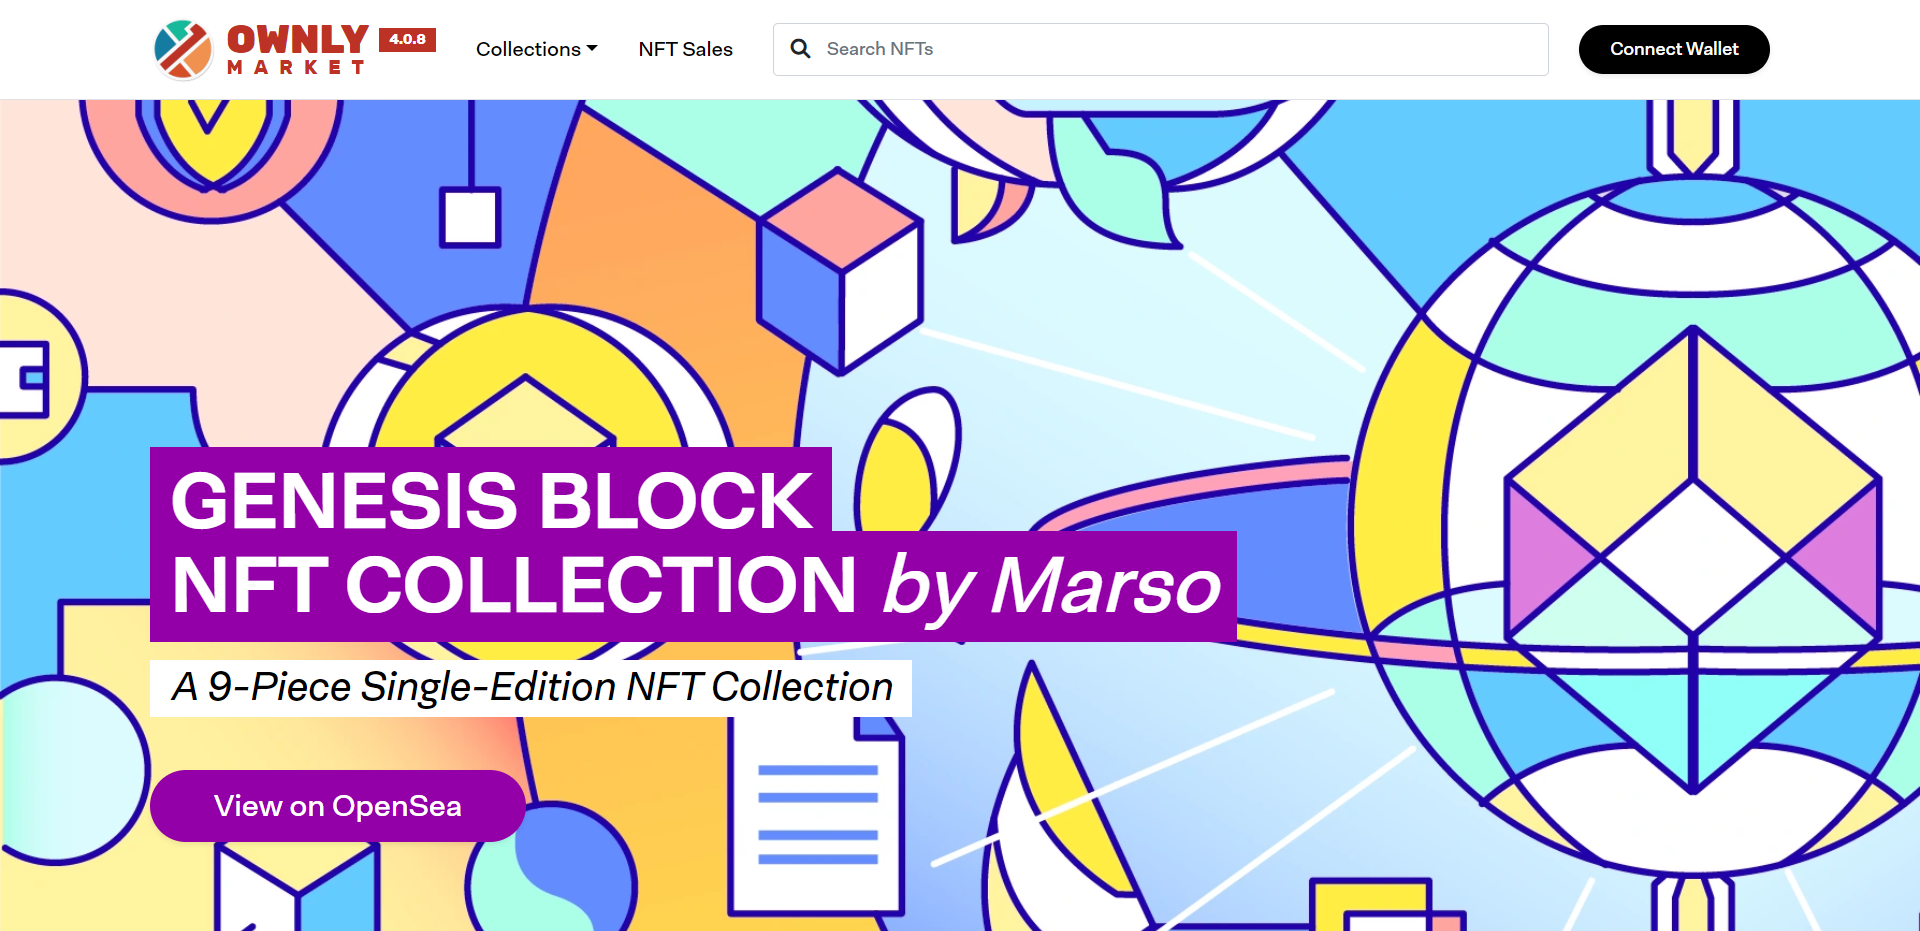 OWNLY
MARKET
4.0.8
Collections
NFT Sales
Search NFTs
Connect Wallet
GENESIS BLOCK
NFT COLLECTION by Marso
A 9-Piece Single-Edition NFT Collection
View on OpenSea